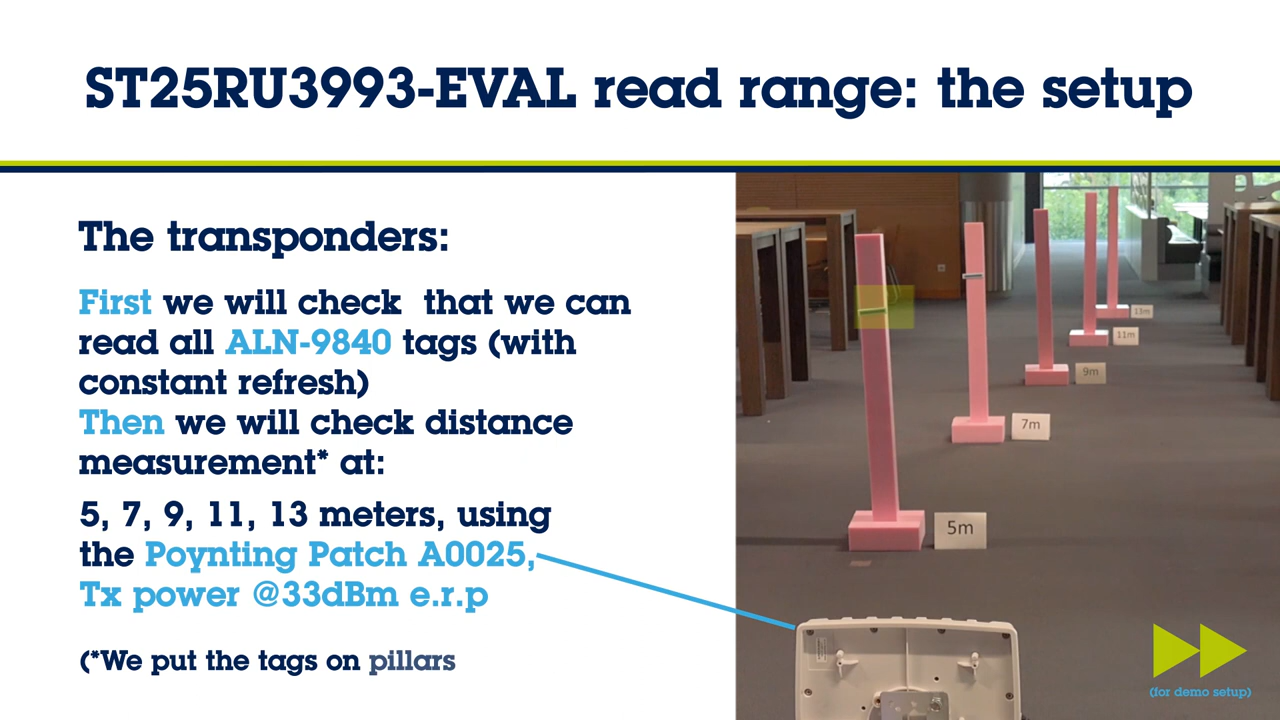 ST25RU3993-EVAL read range: the setup
The transponders:
First we will check that we can
read all ALN-9840 tags (with
constant refresh)
Then we will check distance
measurement* at:
5, 7, 9, 11, 13 meters, using
the Poynting Patch A0025,
Tx power @33dBm e.r.p
(*We put the tags on pillars
13m
11m
9m
7m
5m
(for demo setup)